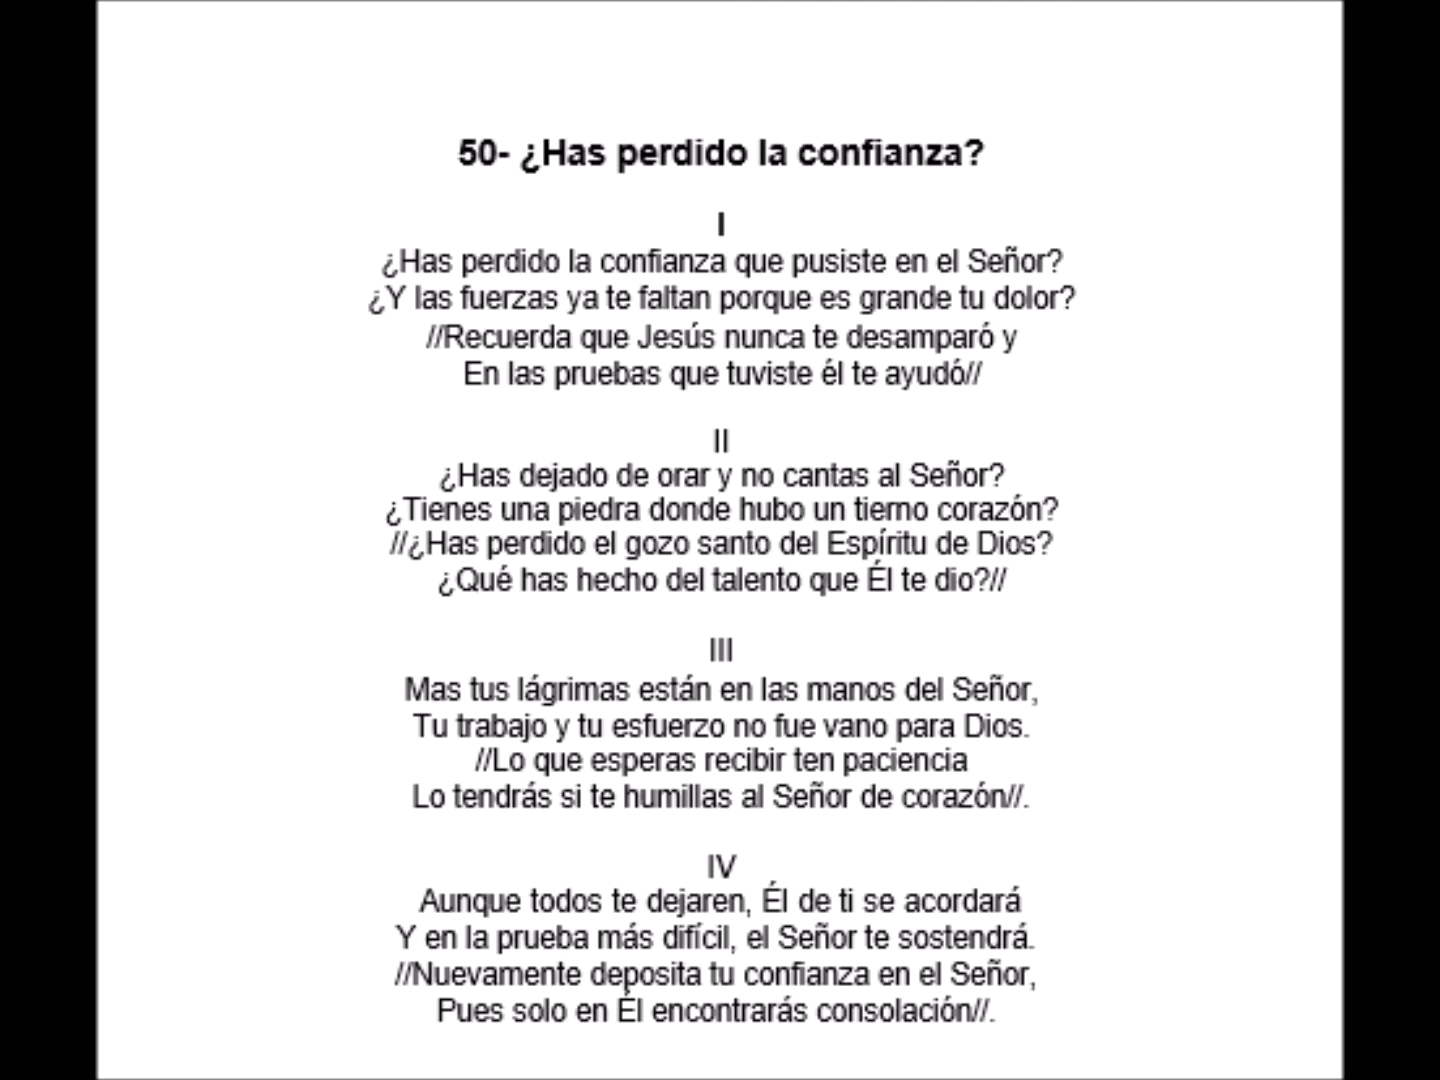 50- ¿Has perdido la confianza?
I
¿Has perdido la confianza que pusiste en el Señor?
¿Y las fuerzas ya te faltan porque es grande tu dolor?
//Recuerda que Jesús nunca te desamparó y
En las pruebas que tuviste él te ayudó//
II
¿Has dejado de orar y no cantas al Señor?
¿Tienes una piedra donde hubo un tierno corazón?
//¿Has perdido el gozo santo del Espíritu de Dios?
¿Qué has hecho del talento que Él te dio?//
III
Mas tus lágrimas están en las manos del Señor,
Tu trabajo y tu esfuerzo no fue vano para Dios.
//Lo que esperas recibir ten paciencia
Lo tendrás si te humillas al Señor de corazón//.
IV
Aunque todos te dejaren, Él de ti se acordará
Y en la prueba más difícil, el Señor te sostendrá.
//Nuevamente deposita tu confianza en el Señor,
Pues solo en Él encontrarás consolación//.